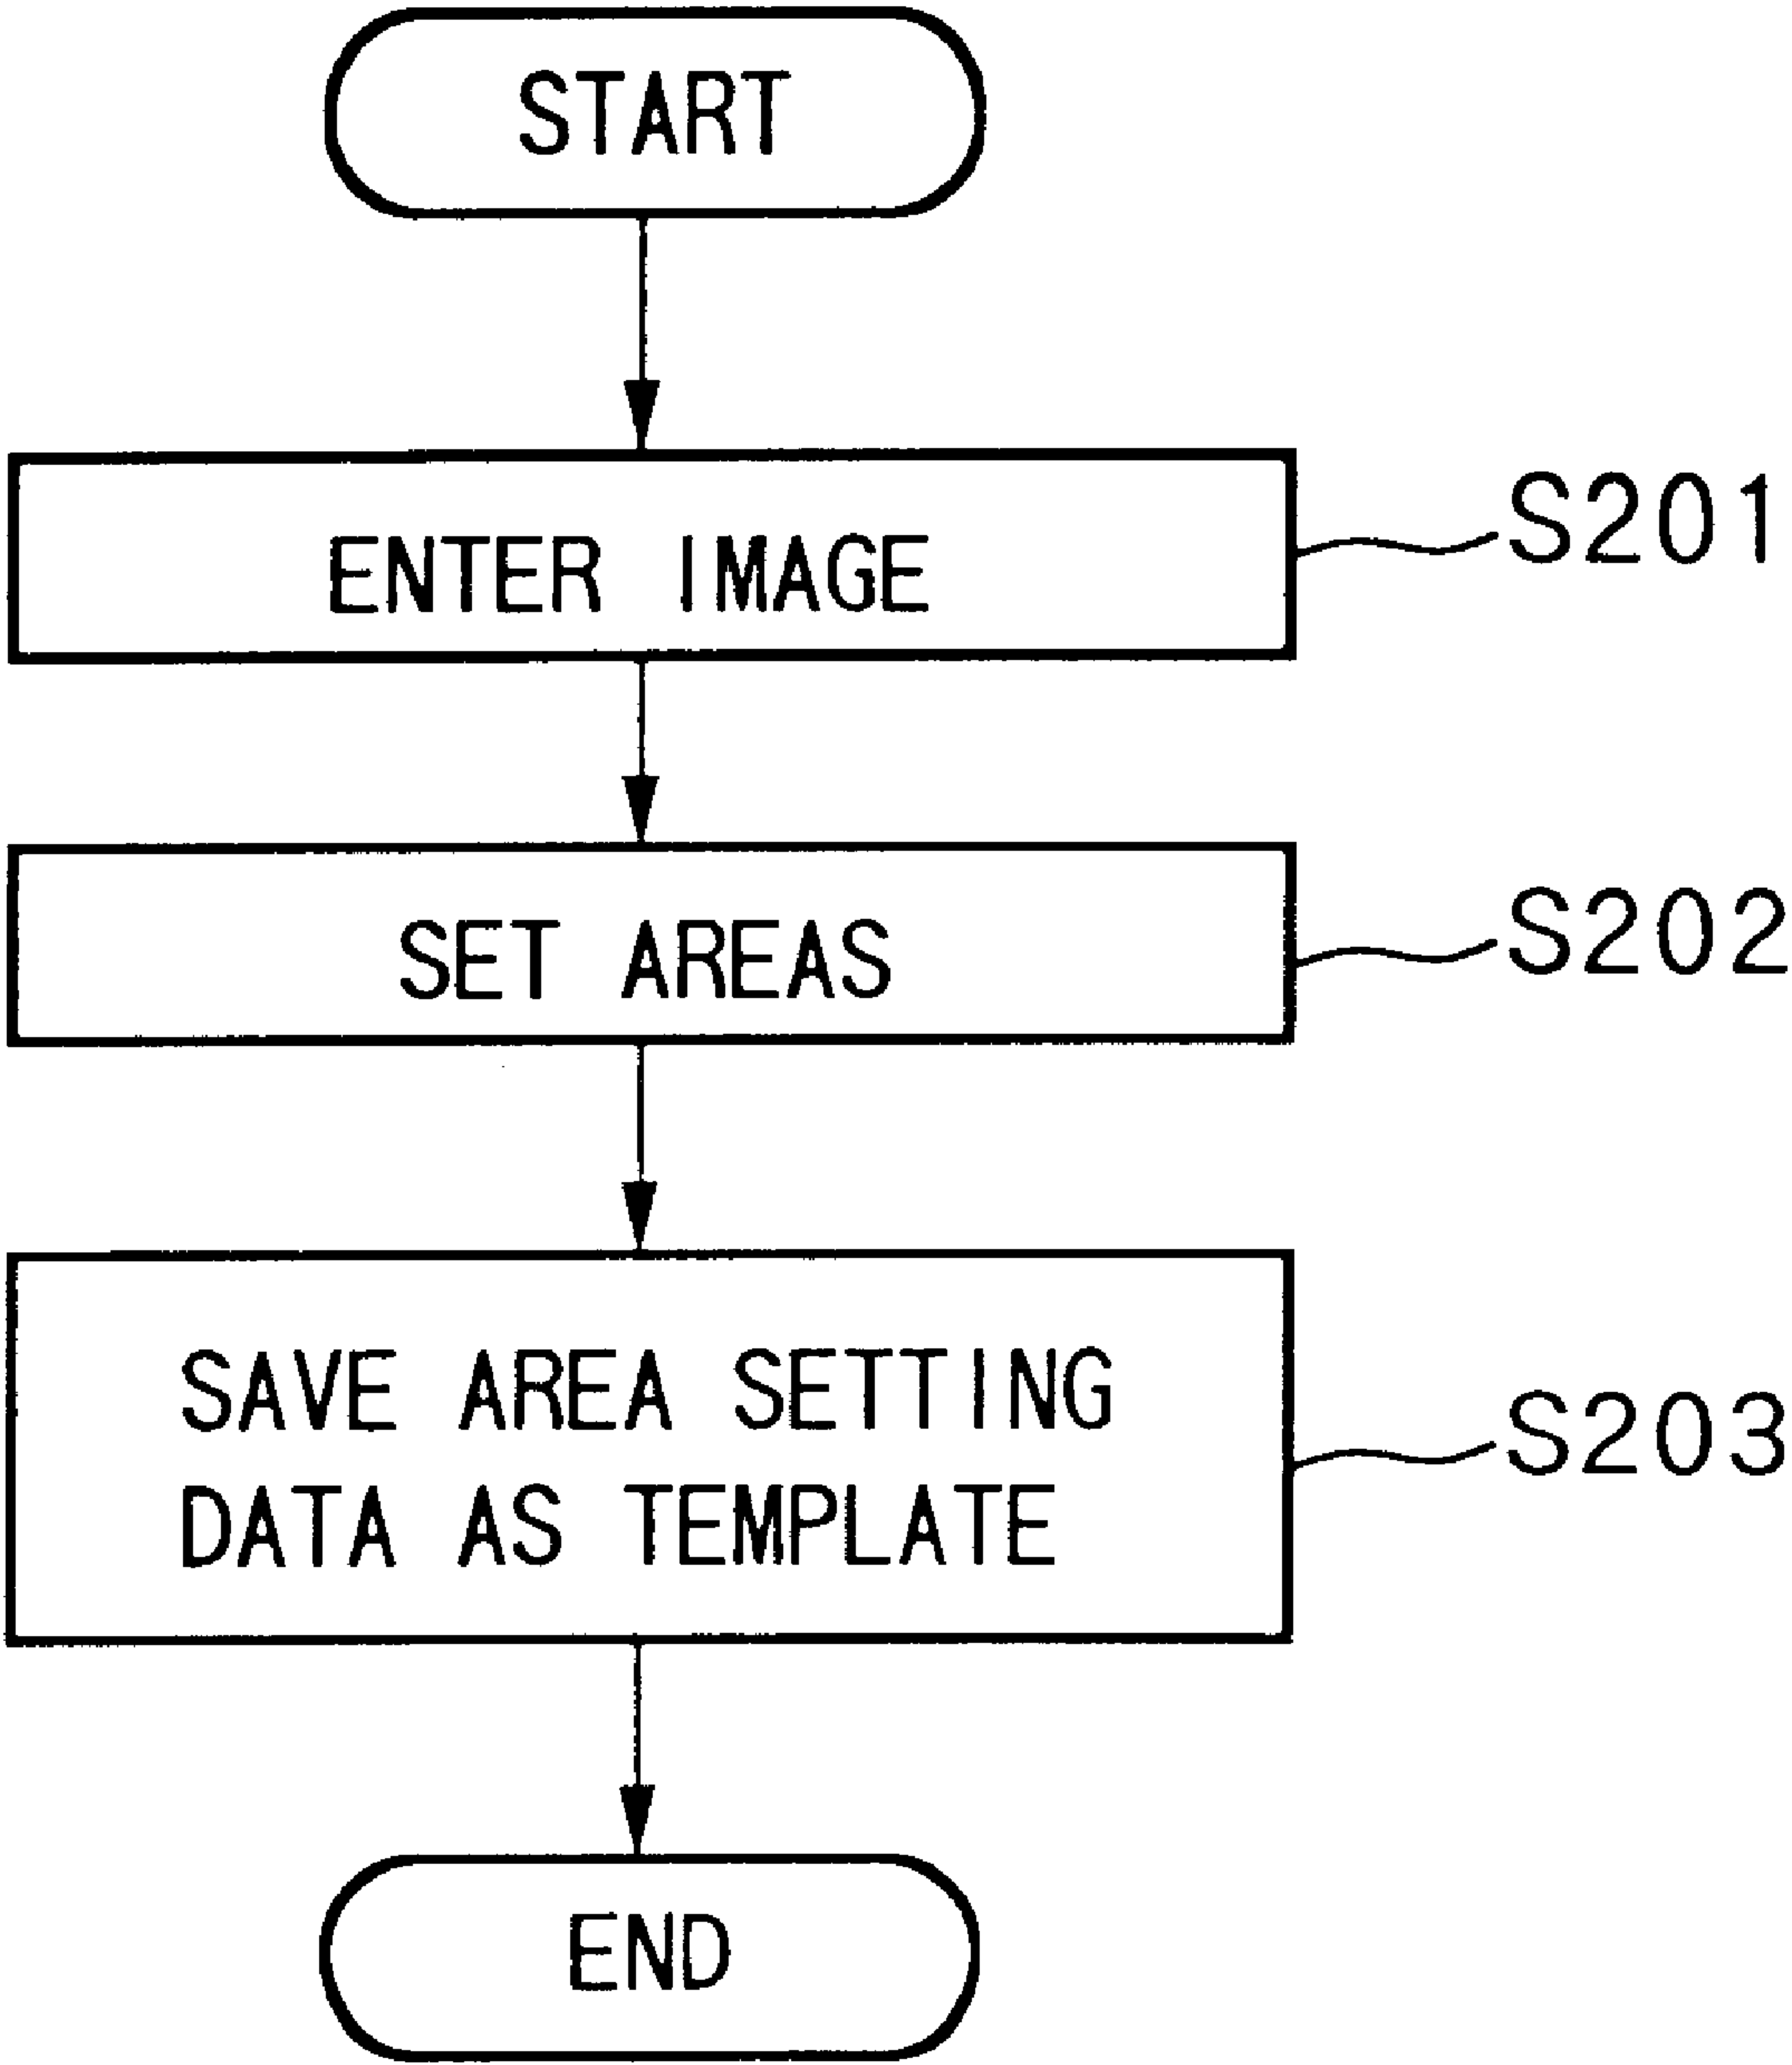 START
ENTER IMAGE
S201
SET AREAS
S202
SAVE AREA SETTING
DATA AS TEMPLATE
S203
END